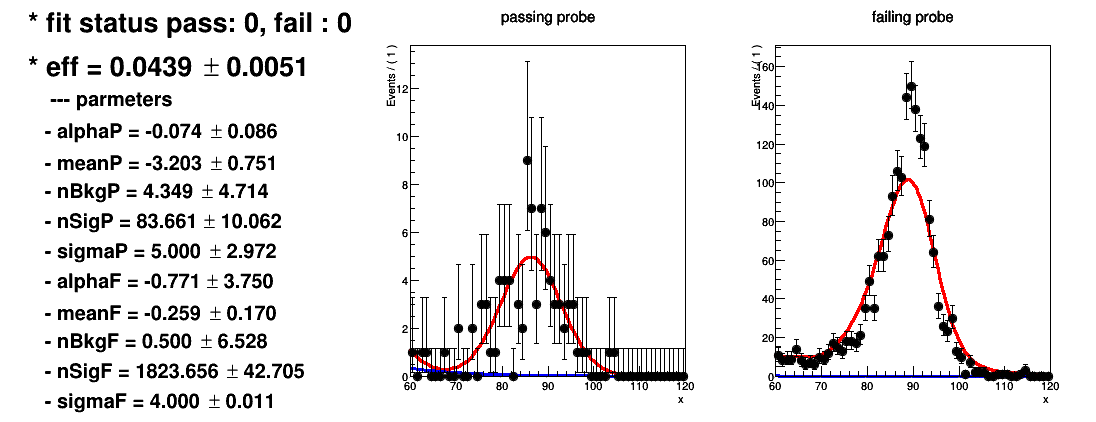 * fit status pass: 0, fail : 0
* eff = 0.0439 ± 0.0051
--- parmeters
- alphaP = -0.074 ± 0.086
- meanP = -3.203 ± 0.751
- nBkgP = 4.349 ± 4.714
- nSigP = 83.661 ± 10.062
- sigmaP = 5.000 ± 2.972
- alphaF = -0.771 ± 3.750
- meanF = -0.259 ± 0.170
- nBkgF = 0.500 ± 6.528
- nSigF = 1823.656 ± 42.705
- sigmaF = 4.000 ± 0.011
passing probe
Events / ( 1 )
12
10
8
6
4
2
0
60 70 80 90 100 110 120
x
failing probe
Events / ( 1 )
160
140
120
100
80
60
40
20
0
60 70 80 90 100 110 120
x